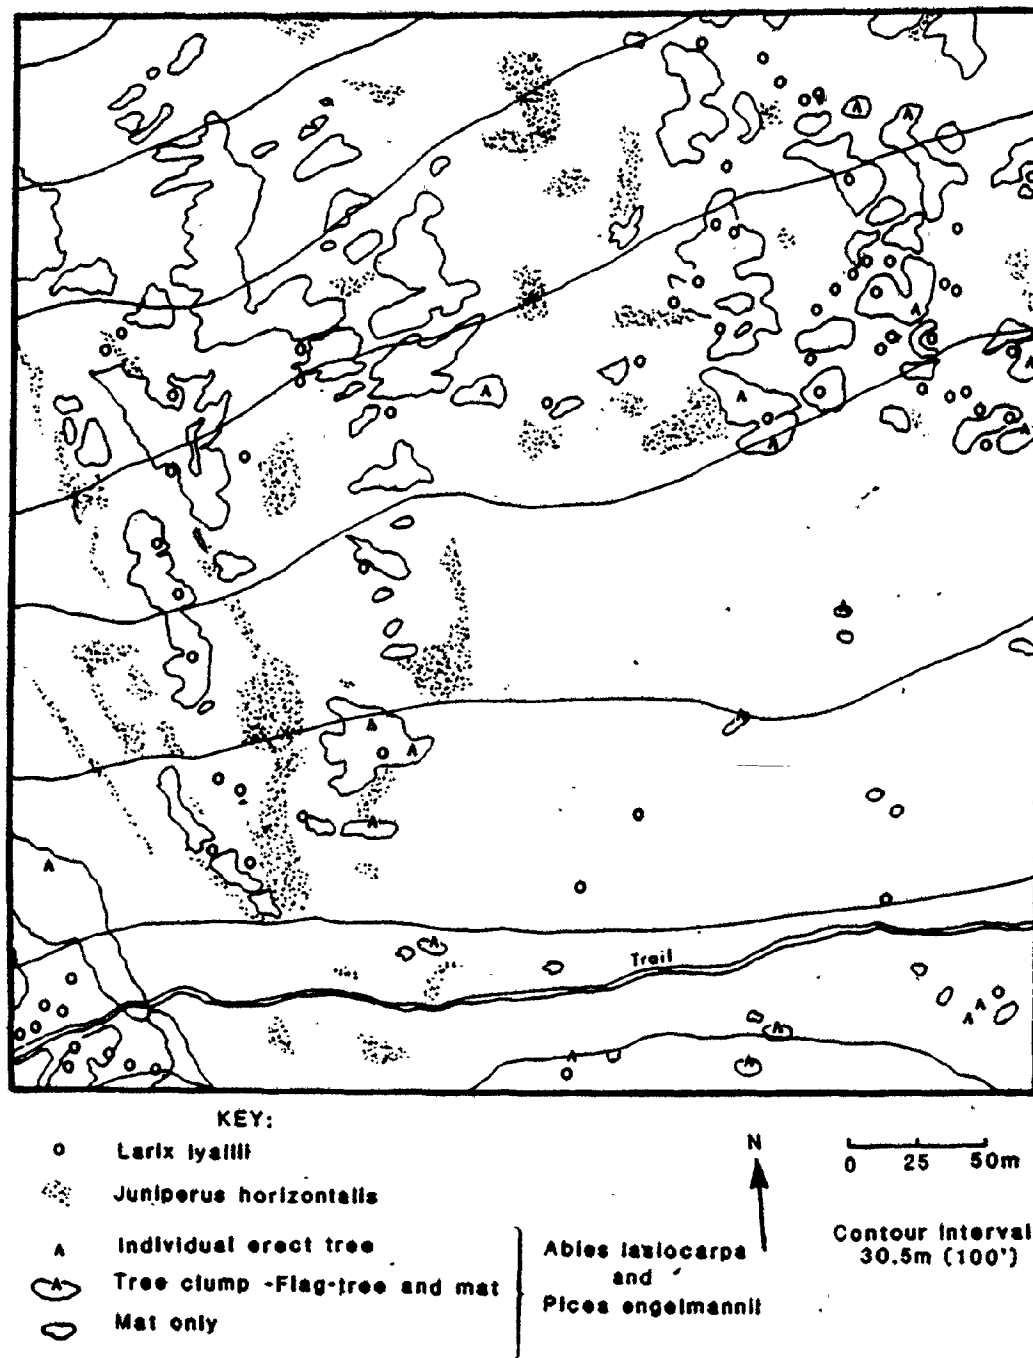 Trail
KEY:
Larix lyallii
Juniperus horizontalis
Individual erect tree
Tree clump -Flag-tree and mat
Mat only
Abies lasiocarpa
and
Picea engelmannii
N
0 25 50m
Contour interval
30.5m (100')